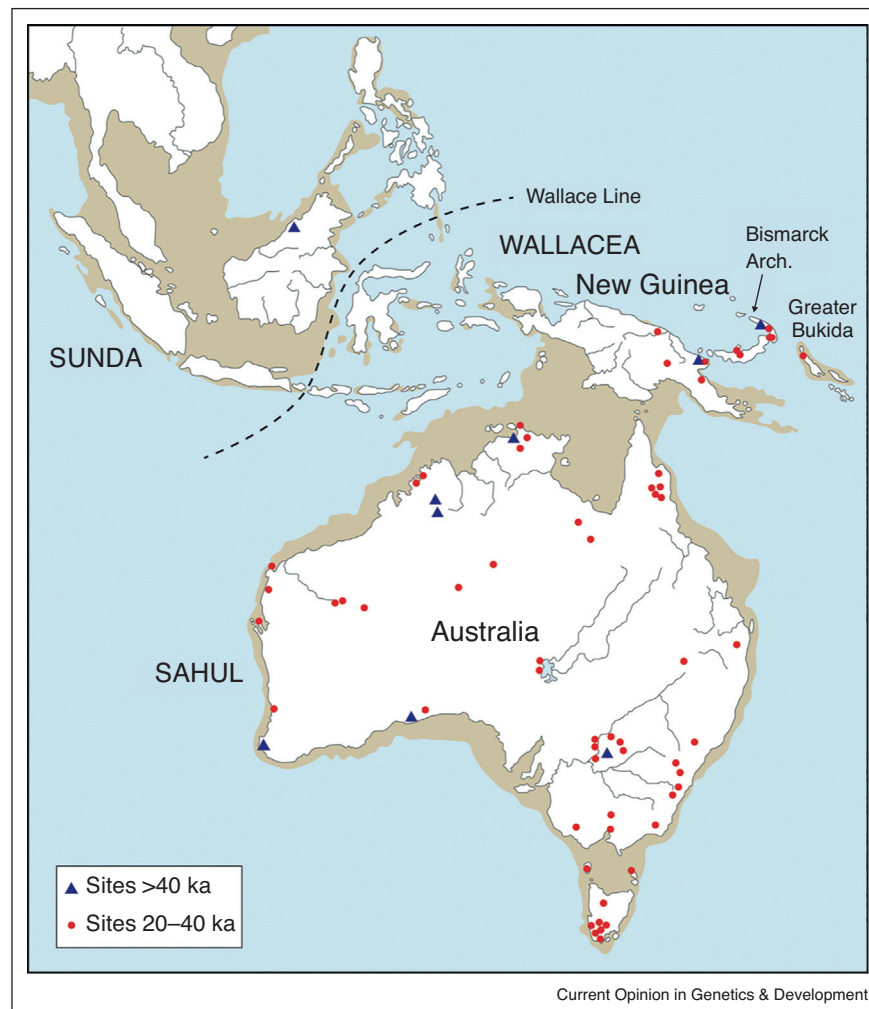 Wallace Line
WALLACEA
Bismarck
Arch.
New Guinea
Greater
Bukida
SUNDA
Australia
SAHUL
Sites >40 ka
Sites 20–40 ka
Current Opinion in Genetics & Development